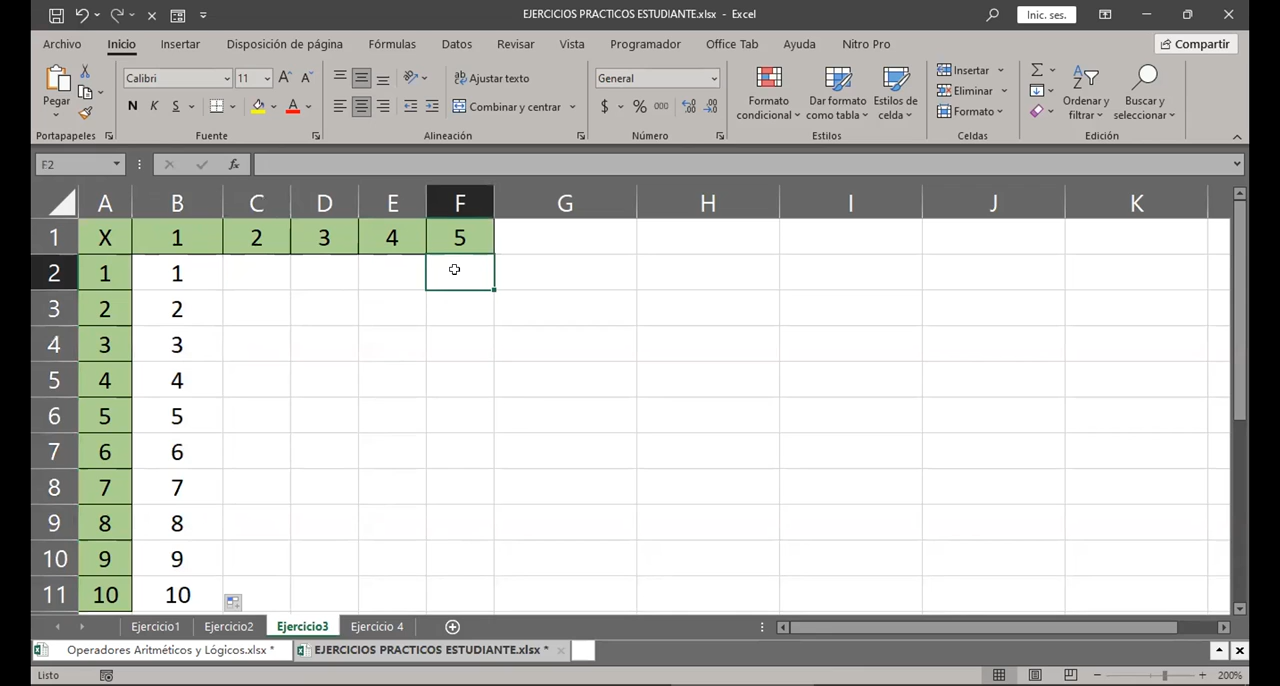 EJERCICIOS PRACTICOS ESTUDIANTE.xlsx - Excel
Inic. ses.
Archivo Inicio Insertar Disposición de página Fórmulas Datos Revisar Vista Programador Office Tab Ayuda Nitro Pro Compartir
Pegar
Calibri 11
N K S
Ajustar texto
Combinar y centrar
General
$ % 000
Formato condicional
Dar formato como tabla
Estilos de celda
Insertar
Eliminar
Formato
Ordenar y filtrar
Buscar y seleccionar
Portapapeles Fuente Alineación Número Estilos Celdas Edición
F2 fx
A B C D E F G H I J K
1 X 1 2 3 4 5
2 1 1
3 2 2
4 3 3
5 4 4
6 5 5
7 6 6
8 7 7
9 8 8
10 9 9
11 10 10
Ejercicio1 Ejercicio2 Ejercicio3 Ejercicio 4
Operadores Aritméticos y Lógicos.xlsx * EJERCICIOS PRACTICOS ESTUDIANTE.xlsx *
Listo 200%